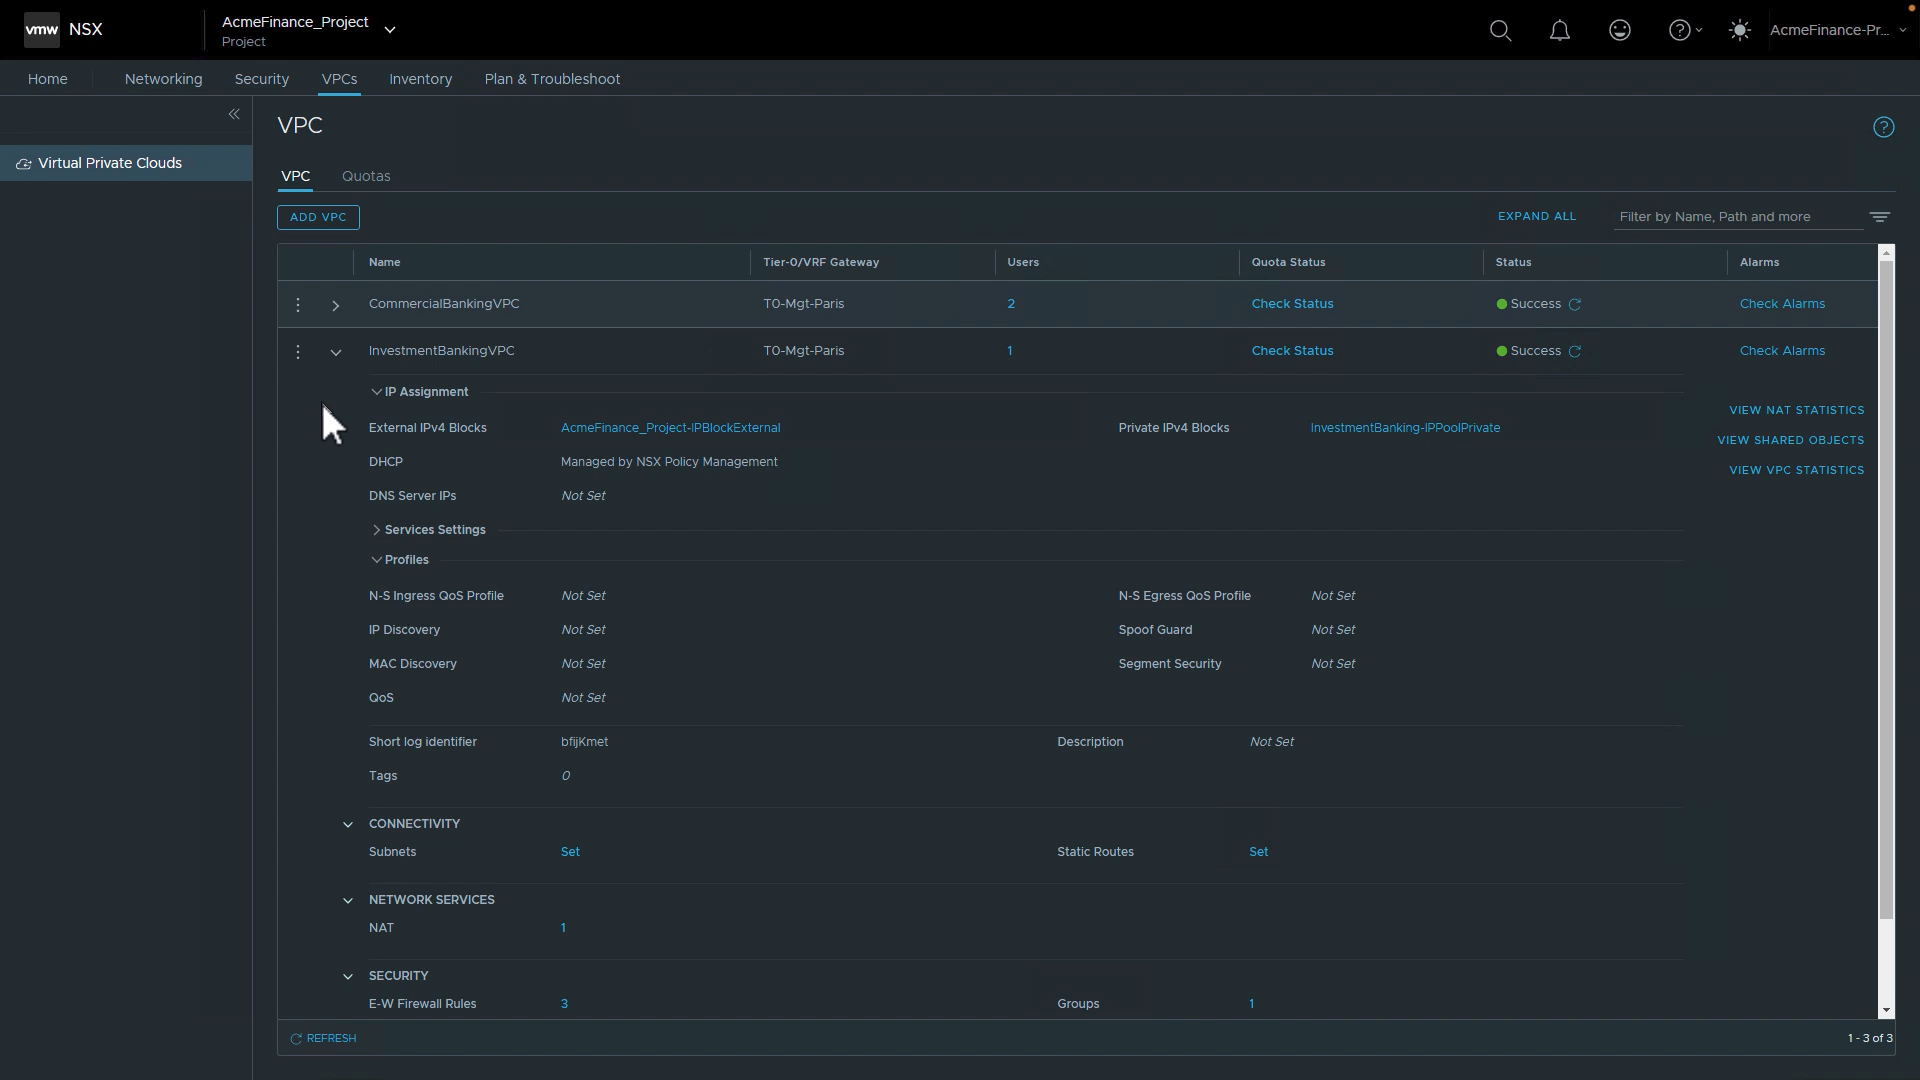 vmw NSX
AcmeFinance_Project
Project
AcmeFinance-Pr...
Home Networking Security VPCs Inventory Plan & Troubleshoot
Virtual Private Clouds
VPC
VPC Quotas
ADD VPC
EXPAND ALL
Filter by Name, Path and more
Name Tier-0/VRF Gateway Users Quota Status Status Alarms
CommercialBankingVPC T0-Mgt-Paris 2 Check Status Success Check Alarms
InvestmentBankingVPC T0-Mgt-Paris 1 Check Status Success Check Alarms
IP Assignment
VIEW NAT STATISTICS
External IPv4 Blocks AcmeFinance_Project-IPBlockExternal Private IPv4 Blocks InvestmentBanking-IPPoolPrivate
VIEW SHARED OBJECTS
DHCP Managed by NSX Policy Management
VIEW VPC STATISTICS
DNS Server IPs Not Set
Services Settings
Profiles
N-S Ingress QoS Profile Not Set N-S Egress QoS Profile Not Set
IP Discovery Not Set Spoof Guard Not Set
MAC Discovery Not Set Segment Security Not Set
QoS Not Set
Short log identifier bfijKmet Description Not Set
Tags 0
CONNECTIVITY
Subnets Set Static Routes Set
NETWORK SERVICES
NAT 1
SECURITY
E-W Firewall Rules 3 Groups 1
REFRESH
1 - 3 of 3